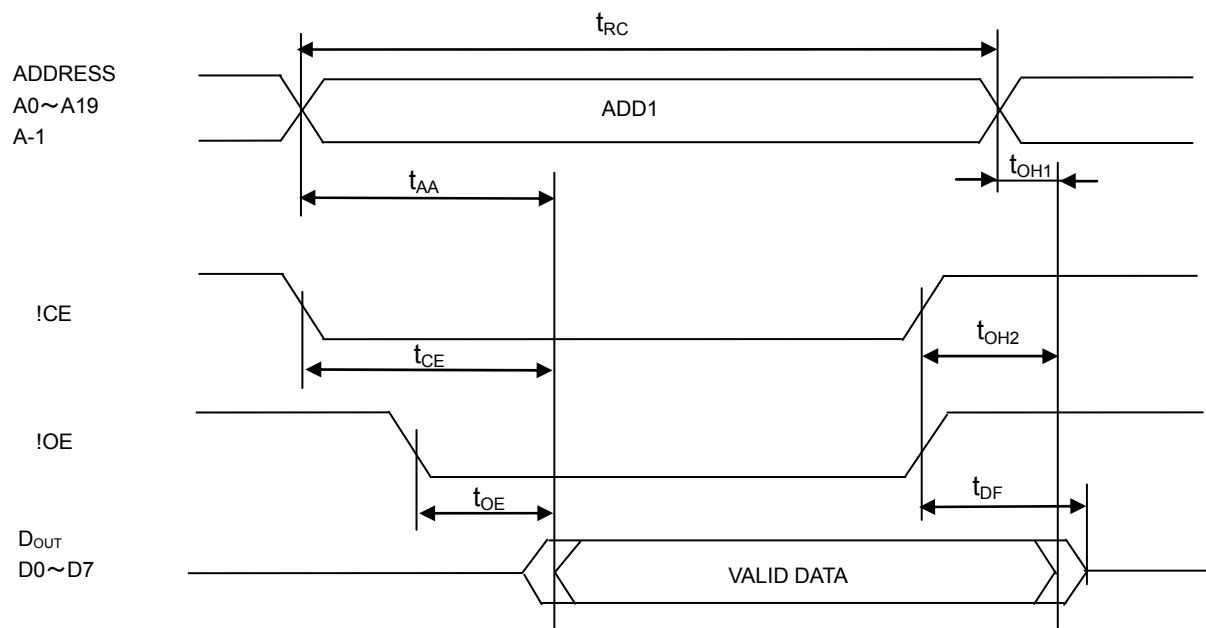 tRC
ADDRESS
A0～A19
A-1
ADD1
tAA
tOH1
!CE
tCE
tOH2
!OE
tOE
tDF
DOUT
D0～D7
VALID DATA